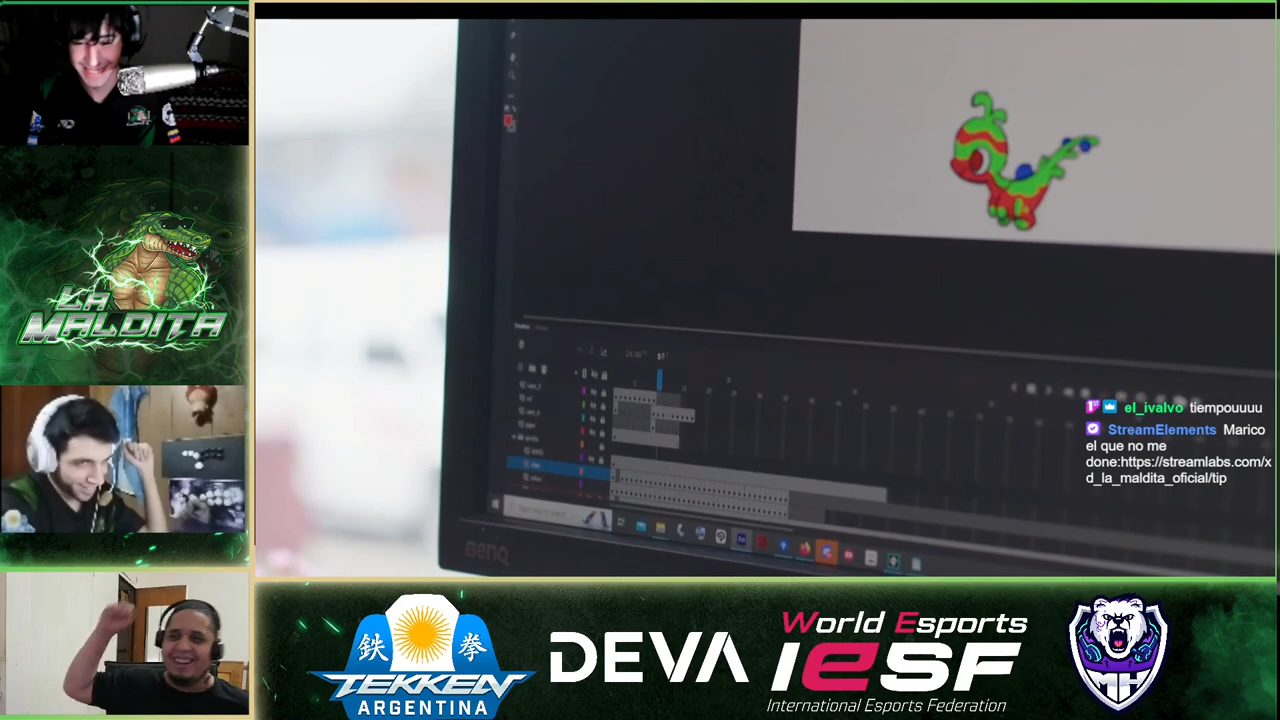 LA
MALDITA
BenQ
el_ivalvo tiempouuuu
StreamElements Marico
el que no me
done:https://streamlabs.com/x
d_la_maldita_oficial/tip
鉄 拳
TEKKEN
ARGENTINA
DEVA
World Esports
IESF
International Esports Federation
MH